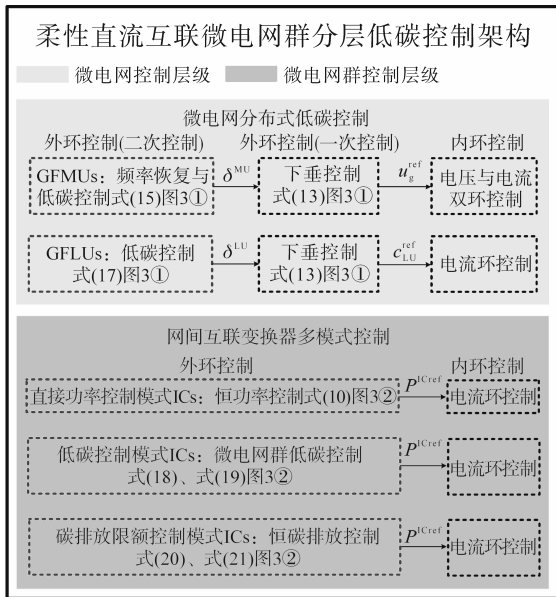 柔性直流互联微电网群分层低碳控制架构
微电网控制层级 微电网群控制层级
微电网分布式低碳控制
外环控制(二次控制) 外环控制(一次控制) 内环控制
GFMUs：频率恢复与
低碳控制式(15)图3①
δ^MU
下垂控制
式(13)图3①
u_g^ref
电压与电流
双环控制
GFLUs：低碳控制
式(17)图3①
δ^LU
下垂控制
式(13)图3①
c_LU^ref
电流环控制
网间互联变换器多模式控制
外环控制 内环控制
直接功率控制模式ICs：恒功率控制式(10)图3②
P^ICref
电流环控制
低碳控制模式ICs：微电网群低碳控制
式(18)、式(19)图3②
P^ICref
电流环控制
碳排放限额控制模式ICs：恒碳排放控制
式(20)、式(21)图3②
P^ICref
电流环控制